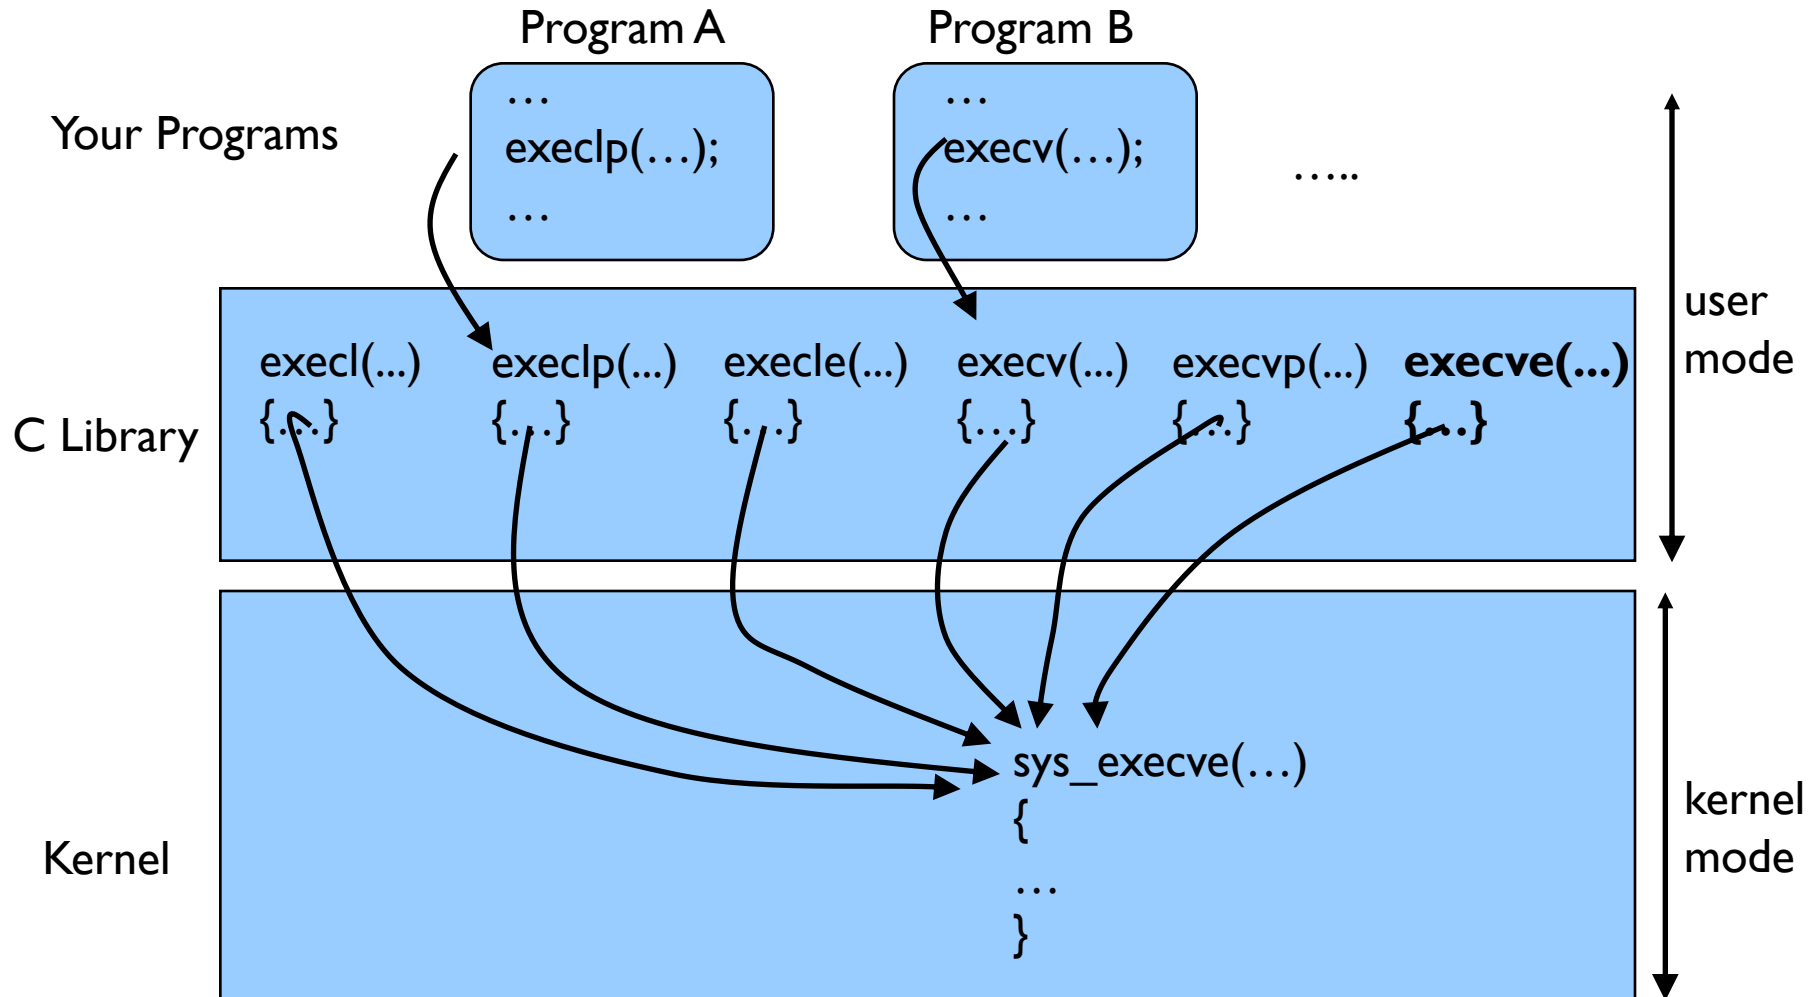 Program A
Program B
Your Programs
…
execlp(…);
…
…
execv(…);
…
…..
user
mode
C Library
execl(...)
{…}
execlp(...)
{…}
execle(...)
{…}
execv(...)
{…}
execvp(...)
{…}
execve(...)
{…}
Kernel
sys_execve(…)
{
…
}
kernel
mode